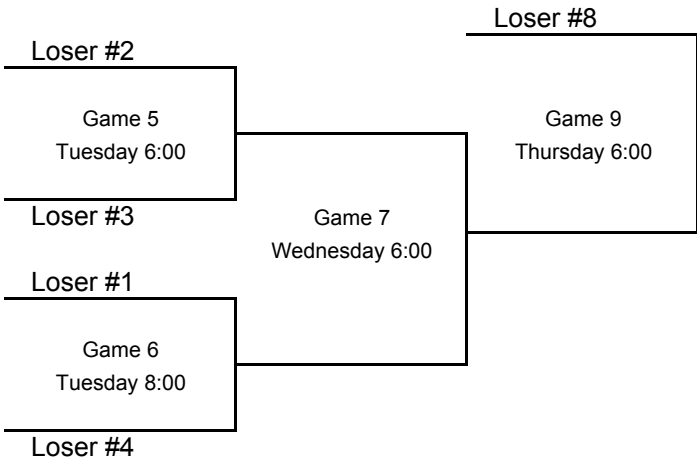 Loser #8
Loser #2
Game 5
Tuesday 6:00
Game 9
Thursday 6:00
Loser #3
Game 7
Wednesday 6:00
Loser #1
Game 6
Tuesday 8:00
Loser #4